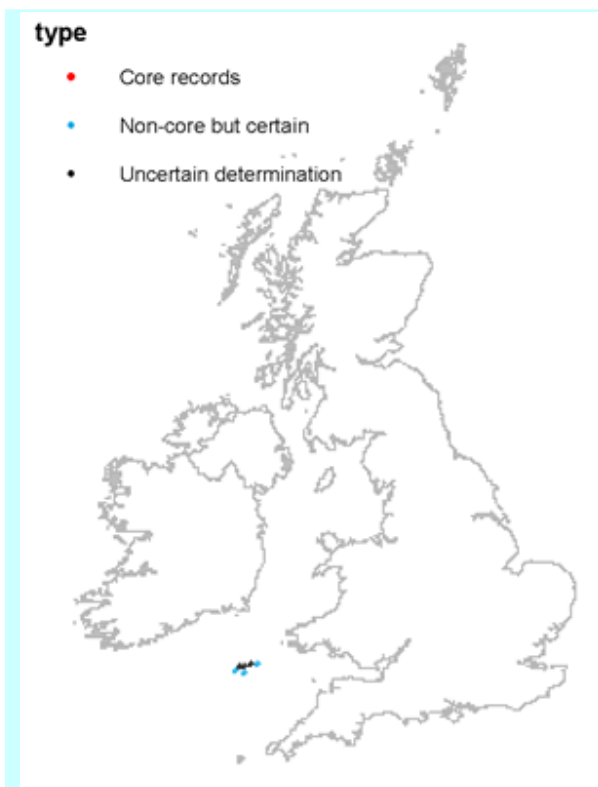 type
Core records
Non-core but certain
Uncertain determination